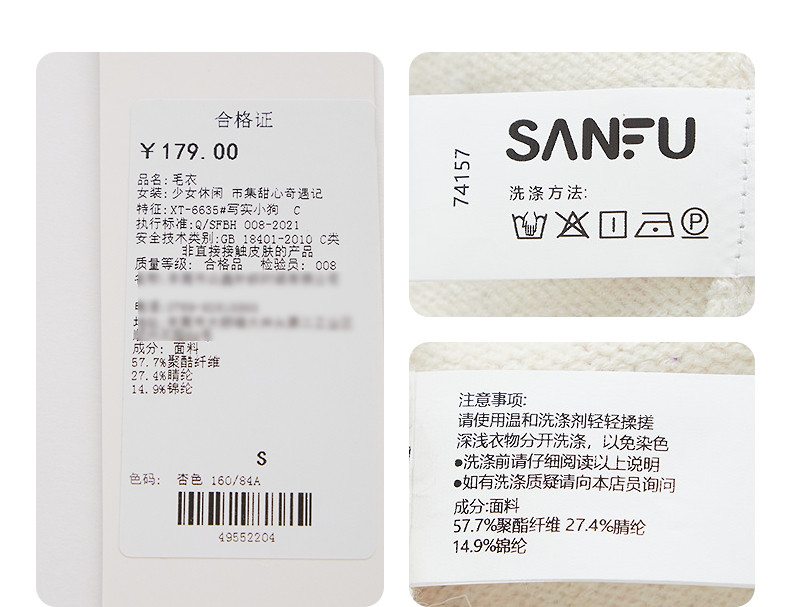 合格证
￥179.00
品名:毛衣
女装:少女休闲 市集甜心奇遇记
特征:XT-6635#写实小狗 C
执行标准:Q/SFBH 008-2021
安全技术类别:GB 18401-2010 C类
非直接接触皮肤的产品
质量等级: 合格品 检验员: 008
成分: 面料
57.7%聚酯纤维
27.4%腈纶
14.9%锦纶
S
色码: 杏色 160/84A
49552204
74157
SANFU
洗涤方法:
P
注意事项:
请使用温和洗涤剂轻轻揉搓
深浅衣物分开洗涤，以免染色
●洗涤前请仔细阅读以上说明
●如有洗涤质疑请向本店员询问
成分:面料
57.7%聚酯纤维 27.4%腈纶
14.9%锦纶